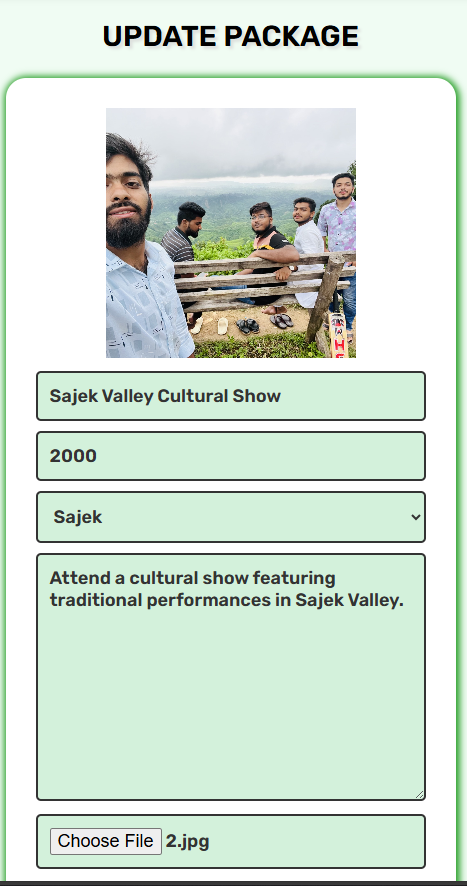 UPDATE PACKAGE
H
Sajek Valley Cultural Show
2000
Sajek
Attend a cultural show featuring
traditional performances in Sajek Valley.
Choose File 2.jpg